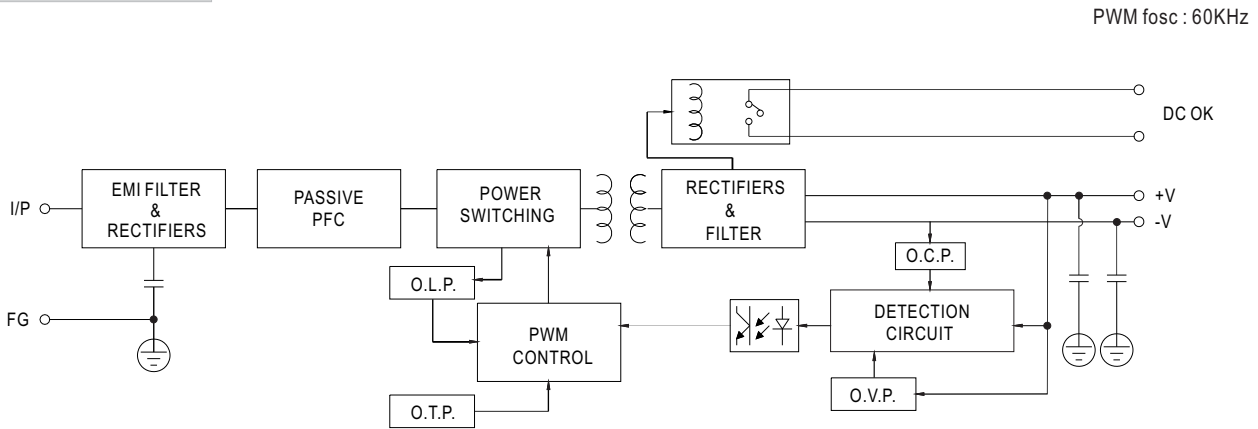 PWM fosc : 60KHz
DC OK
I/P
EMI FILTER
&
RECTIFIERS
PASSIVE
PFC
POWER
SWITCHING
RECTIFIERS
&
FILTER
+V
-V
O.C.P.
O.L.P.
FG
PWM
CONTROL
DETECTION
CIRCUIT
O.V.P.
O.T.P.